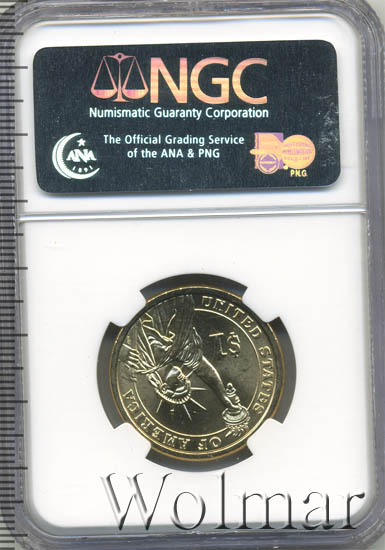 NGC
Numismatic Guaranty Corporation
The Official Grading Service
of the ANA & PNG
ANA
1891
P.N.G.
UNITED STATES OF AMERICA
$1
Wolmar